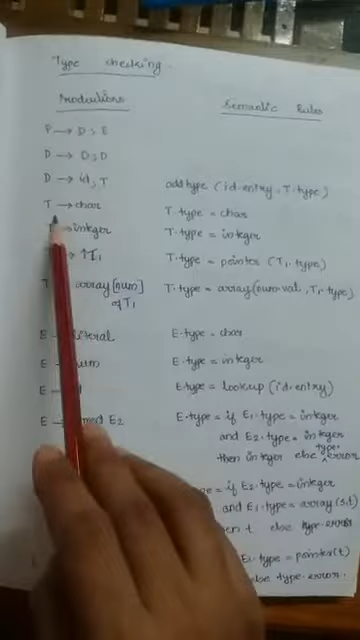 Type checking.
Productions Semantic Rules
P → D ; E
D → D ; D
D → id ; T addtype (id.entry, T.type)
T → char T.type = char
→ integer T.type = integer
→ ↑T1 T.type = pointer (T1.type)
array [num] T.type = array (num.val, T1.type)
of T1
E → literal E.type = char
E → num E.type = integer
E → E.type = lookup (id.entry)
E → mod E2 E.type = if E1.type = integer
and E2.type = integer
then integer else type.error
type = if E2.type = integer
and E1.type = array (s,t)
then t else type.error
E1.type = pointer(t)
else type.error.